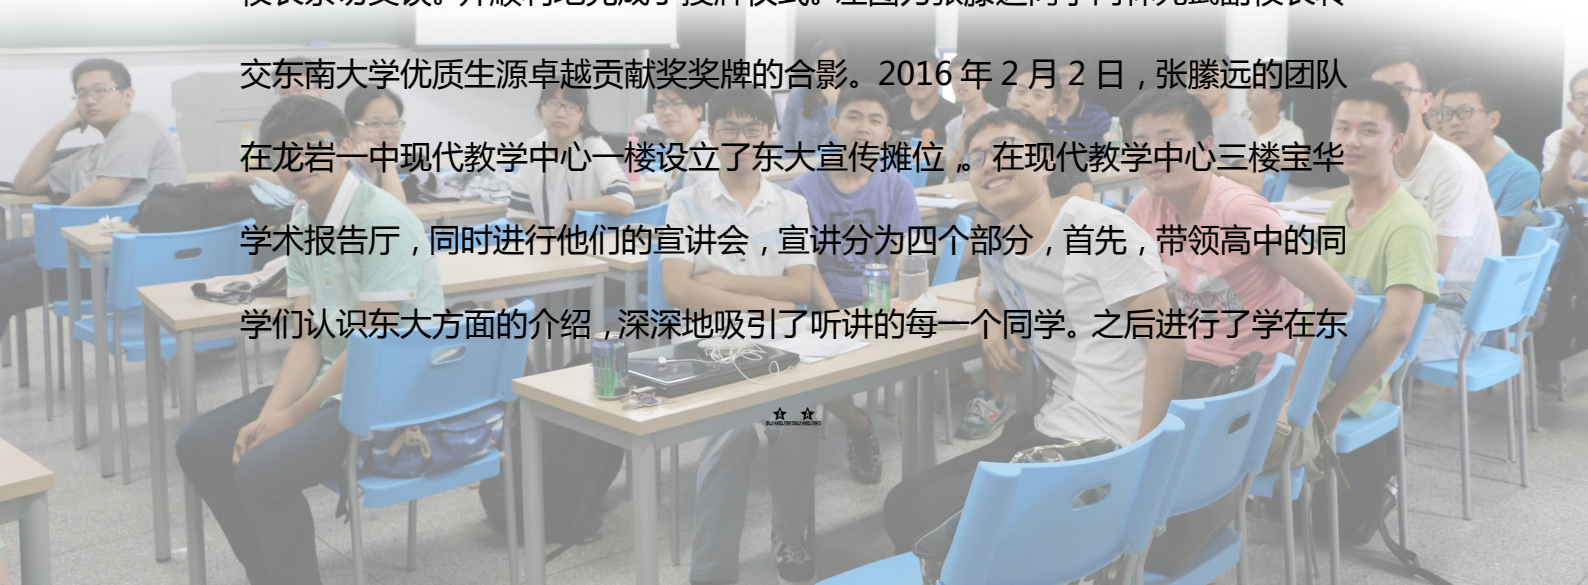 交东南大学优质生源卓越贡献奖奖牌的合影。2016 年 2 月 2 日，张縢远的团队
在龙岩一中现代教学中心一楼设立了东大宣传摊位，。在现代教学中心三楼宝华
学术报告厅，同时进行他们的宣讲会，宣讲分为四个部分，首先，带领高中的同
学们认识东大方面的介绍，深深地吸引了听讲的每一个同学。之后进行了学在东